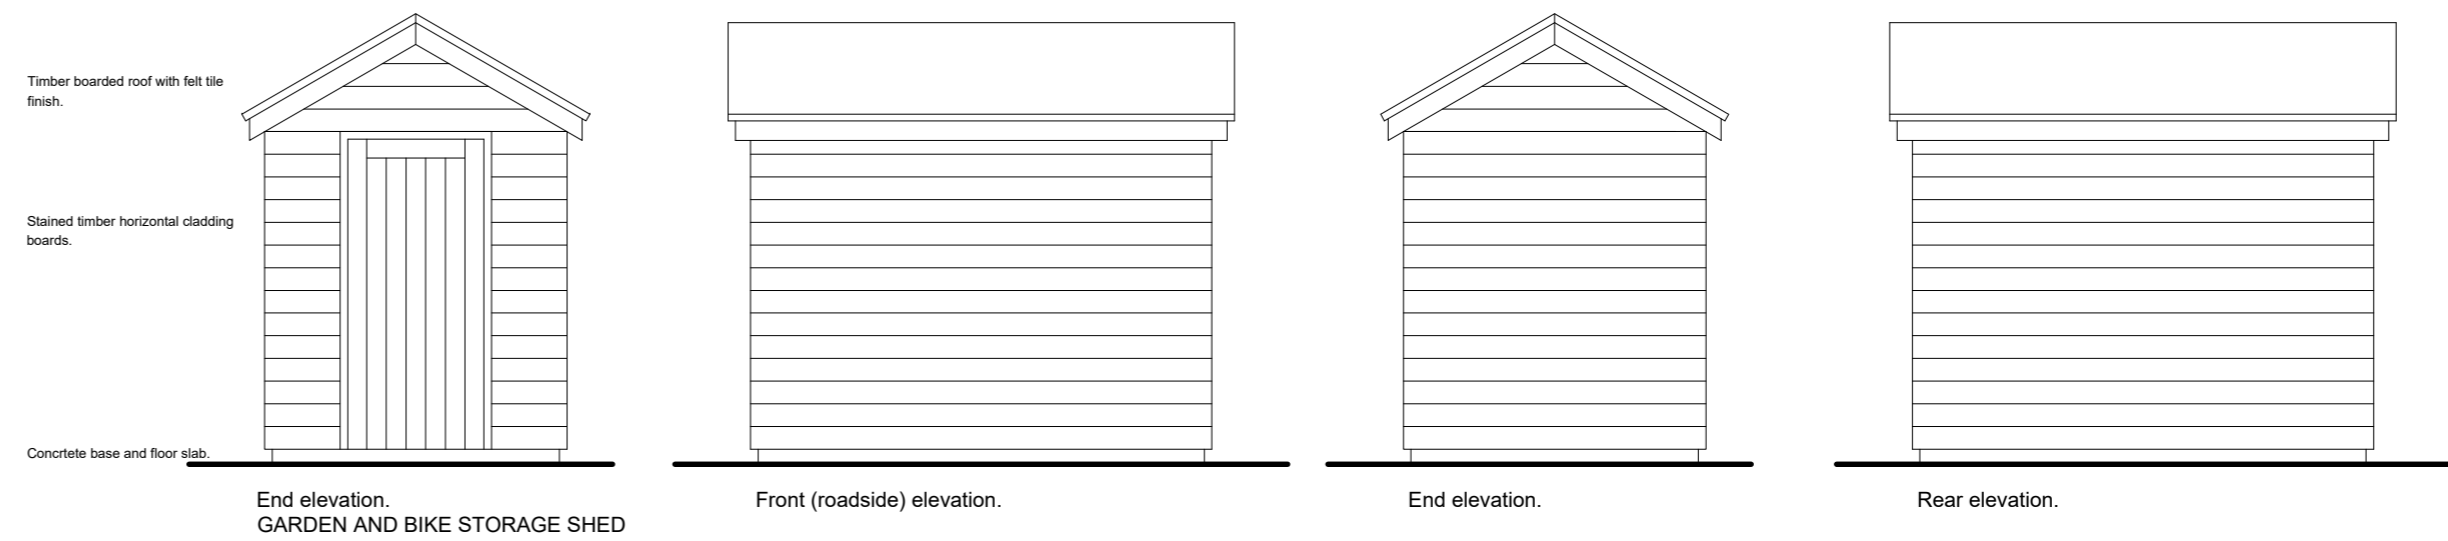 Timber boarded roof with felt tile
finish.
Stained timber horizontal cladding
boards.
Concrtete base and floor slab.
End elevation.
GARDEN AND BIKE STORAGE SHED
Front (roadside) elevation.
End elevation.
Rear elevation.